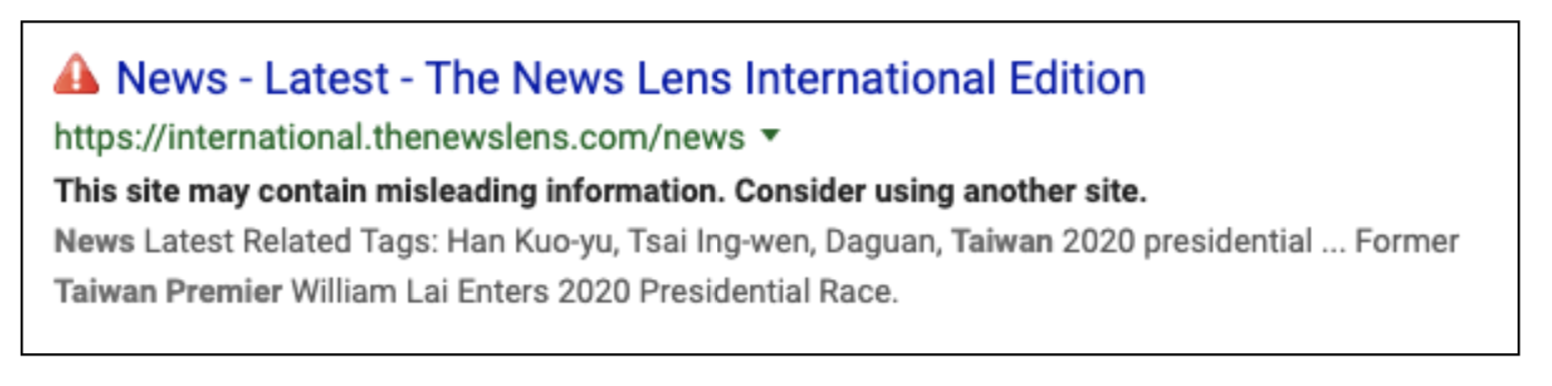 News - Latest - The News Lens International Edition
https://international.thenewslens.com/news
This site may contain misleading information. Consider using another site.
News Latest Related Tags: Han Kuo-yu, Tsai Ing-wen, Daguan, Taiwan 2020 presidential ... Former
Taiwan Premier William Lai Enters 2020 Presidential Race.